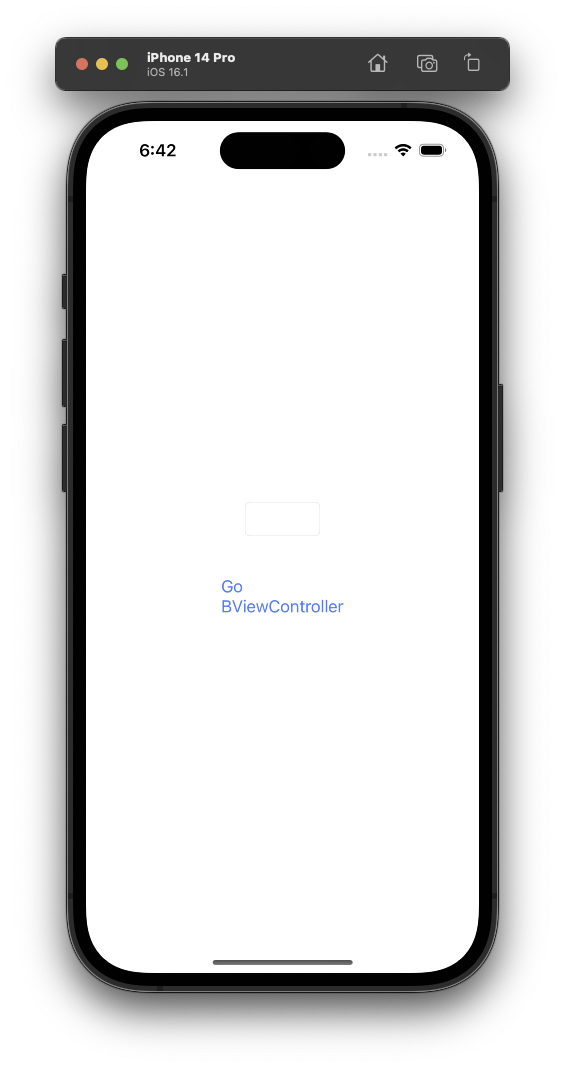 iPhone 14 Pro
iOS 16.1
6:42
Go
BViewController